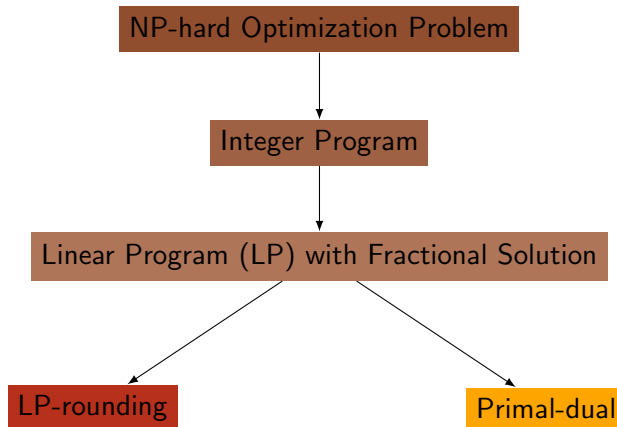 NP-hard Optimization Problem
Integer Program
Linear Program (LP) with Fractional Solution
LP-rounding
Primal-dual